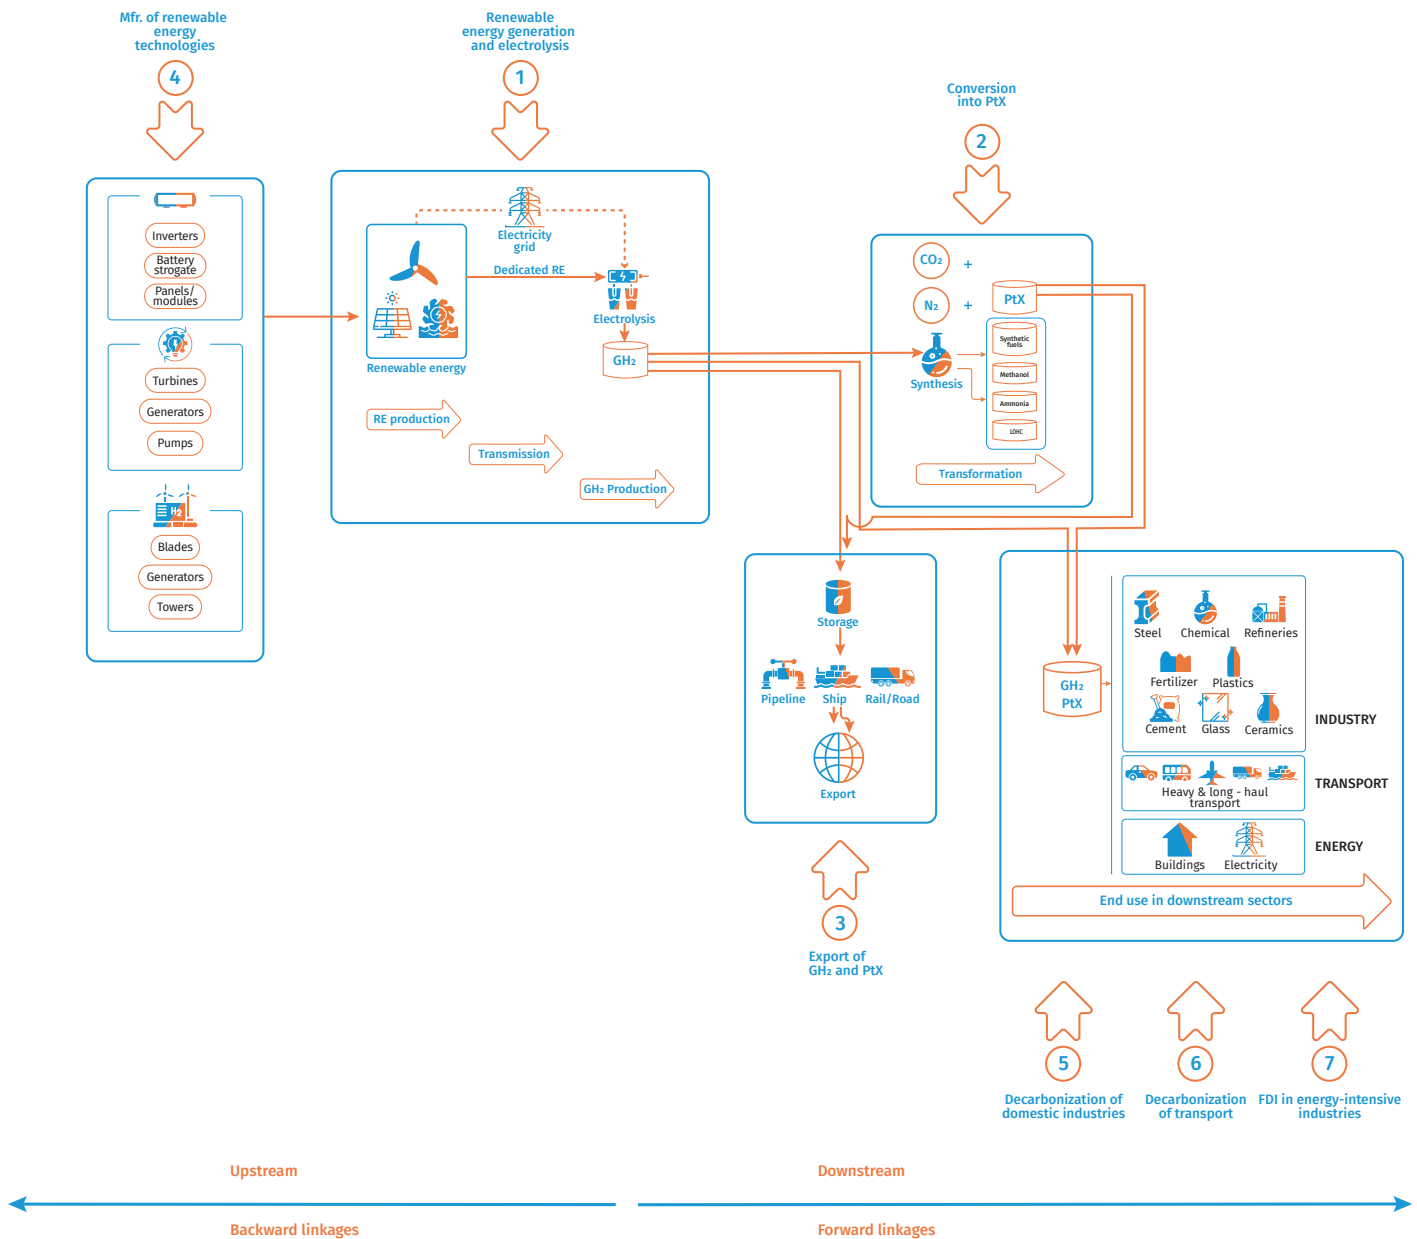 Mfr. of renewable
energy
technologies
4
Inverters
Battery
strogate
Panels/
modules
Turbines
Generators
Pumps
H2
Blades
Generators
Towers
Renewable
energy generation
and electrolysis
1
Electricity
grid
Dedicated RE
Electrolysis
GH₂
Renewable energy
RE production
Transmission
GH₂ Production
Conversion
into PtX
2
CO₂ +
N₂ +
PtX
Synthetic
fuels
Methanol
Ammonia
LOHC
Synthesis
Transformation
Storage
Pipeline
Ship
Rail/Road
Export
3
Export of
GH₂ and PtX
GH₂
PtX
Steel
Chemical
Refineries
Fertilizer
Plastics
Cement
Glass
Ceramics
INDUSTRY
Heavy & long - haul
transport
TRANSPORT
Buildings
Electricity
ENERGY
End use in downstream sectors
5
Decarbonization of
domestic industries
6
Decarbonization
of transport
7
FDI in energy-intensive
industries
Upstream
Downstream
Backward linkages
Forward linkages